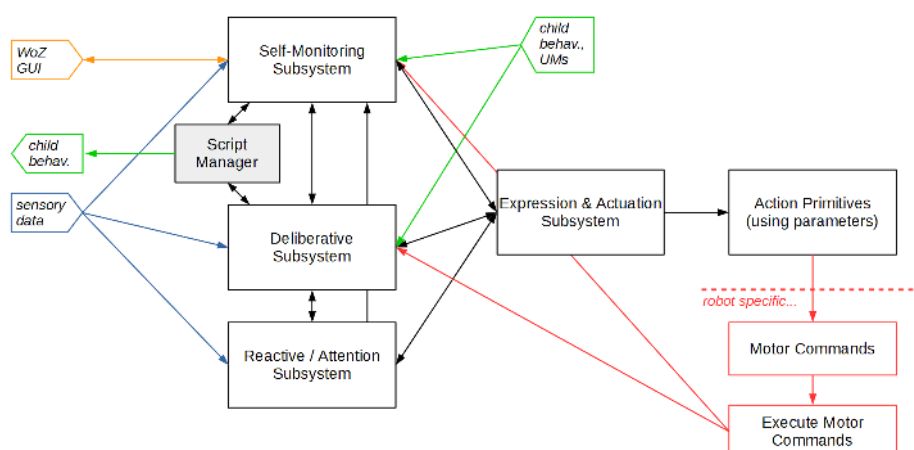 WoZ
GUI
Self-Monitoring
Subsystem
child
behav.,
UMs
Script
Manager
child
behav.
sensory
data
Expression & Actuation
Subsystem
Action Primitives
(using parameters)
Deliberative
Subsystem
robot specific...
Reactive / Attention
Subsystem
Motor Commands
Execute Motor
Commands